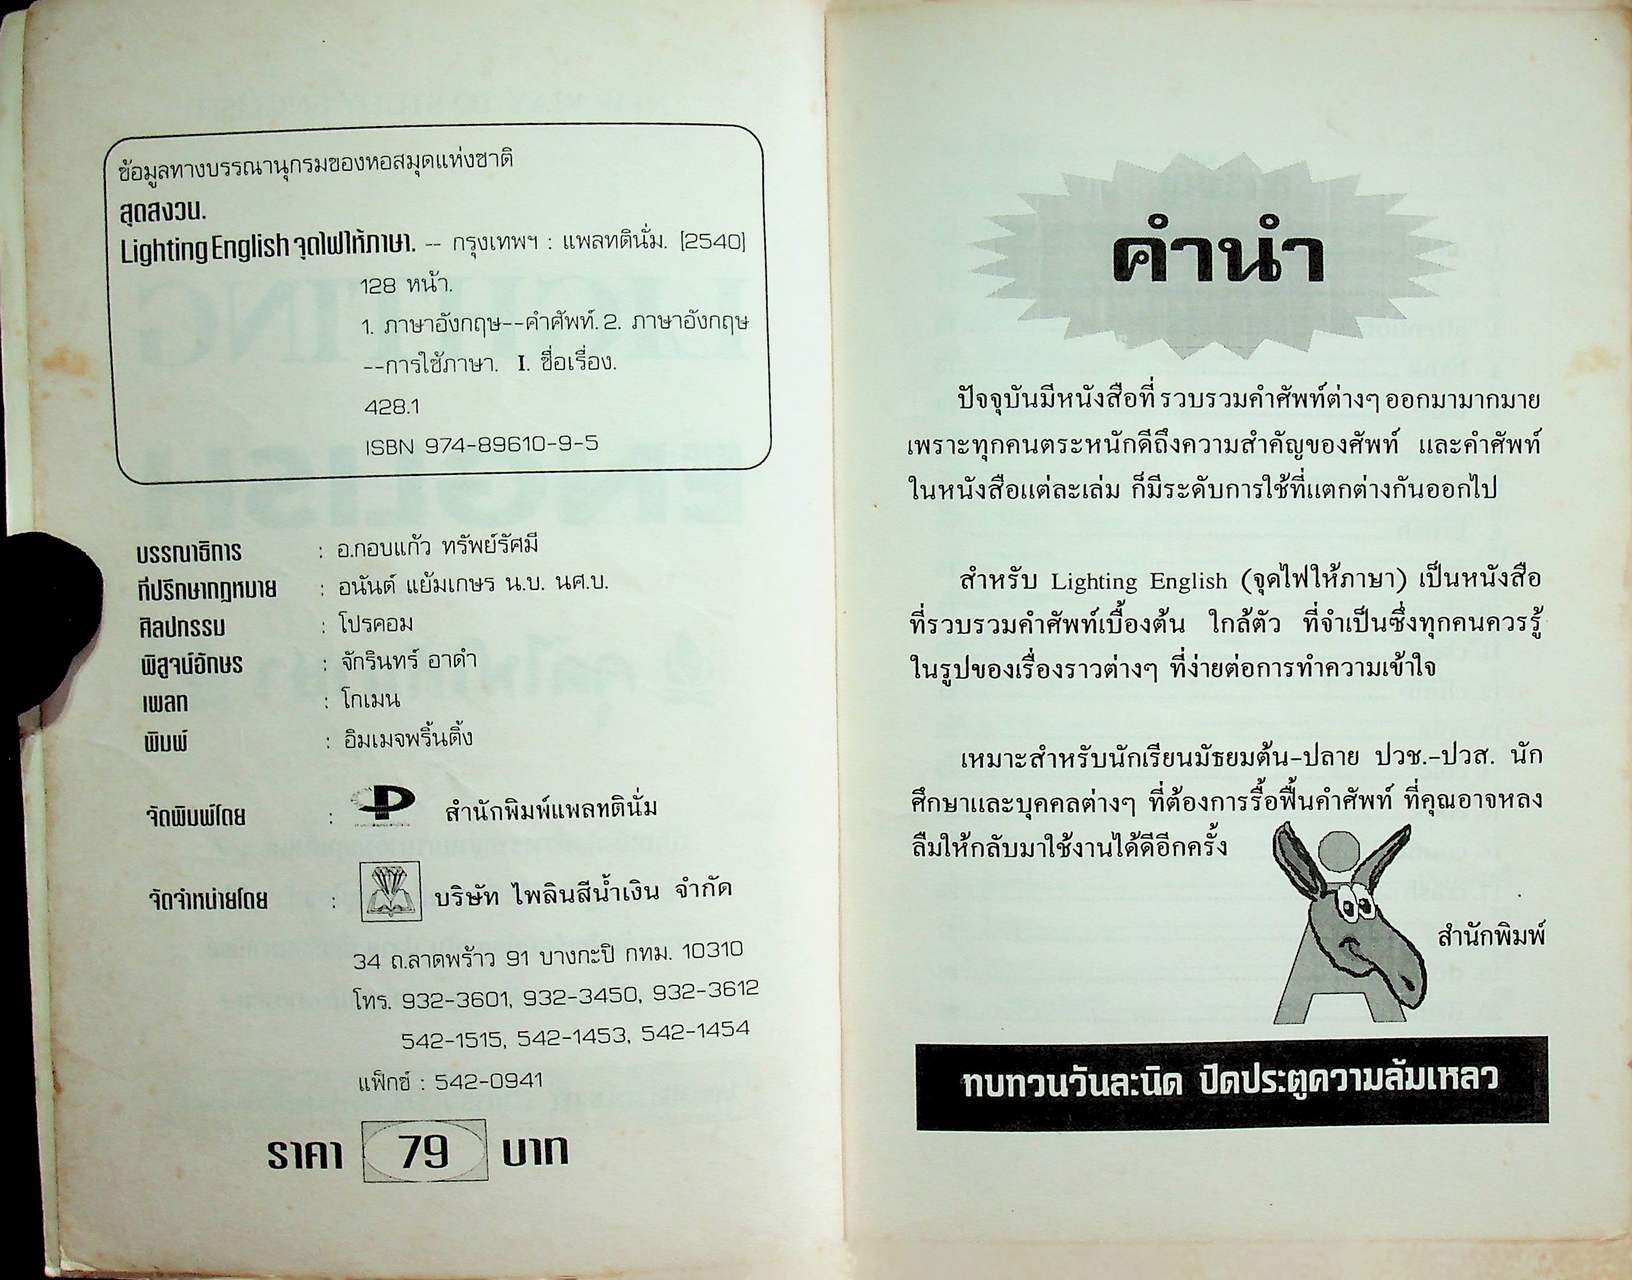 ข้อมูลทางบรรณานุกรมของหอสมุดแห่งชาติ
สุดสงวน.
Lighting English จุดไฟให้ภาษา. -- กรุงเทพฯ : แพลทตินั่ม. [2540]
128 หน้า.
1. ภาษาอังกฤษ--คำศัพท์. 2. ภาษาอังกฤษ
--การใช้ภาษา. I. ชื่อเรื่อง.
428.1
ISBN 974-89610-9-5
บรรณาธิการ : อ.กอบแก้ว ทรัพย์รัศมี
ที่ปรึกษากฎหมาย : อนันต์ แย้มเกษร น.บ. นศ.บ.
ศิลปกรรม : โปรคอม
พิสูจน์อักษร : จักรินทร์ อาดำ
เพลท : โกเมน
พิมพ์ : อิมเมจพริ้นติ้ง
จัดพิมพ์โดย : สำนักพิมพ์แพลทตินั่ม
จัดจำหน่ายโดย : บริษัท ไพลินสีน้ำเงิน จำกัด
34 ถ.ลาดพร้าว 91 บางกะปิ กทม. 10310
โทร. 932-3601, 932-3450, 932-3612
542-1515, 542-1453, 542-1454
แฟ็กซ์ : 542-0941
ราคา 79 บาท
คำนำ
ปัจจุบันมีหนังสือที่ รวบรวมคำศัพท์ต่างๆ ออกมามากมาย
เพราะทุกคนตระหนักดีถึงความสำคัญของศัพท์ และคำศัพท์
ในหนังสือแต่ละเล่ม ก็มีระดับการใช้ที่แตกต่างกันออกไป
สำหรับ Lighting English (จุดไฟให้ภาษา) เป็นหนังสือ
ที่รวบรวมคำศัพท์เบื้องต้น ใกล้ตัว ที่จำเป็นซึ่งทุกคนควรรู้
ในรูปของเรื่องราวต่างๆ ที่ง่ายต่อการทำความเข้าใจ
เหมาะสำหรับนักเรียนมัธยมต้น-ปลาย ปวช.-ปวส. นัก
ศึกษาและบุคคลต่างๆ ที่ต้องการรื้อฟื้นคำศัพท์ ที่คุณอาจหลง
ลืมให้กลับมาใช้งานได้ดีอีกครั้ง
สำนักพิมพ์
ทบทวนวันละนิด ปิดประตูความล้มเหลว